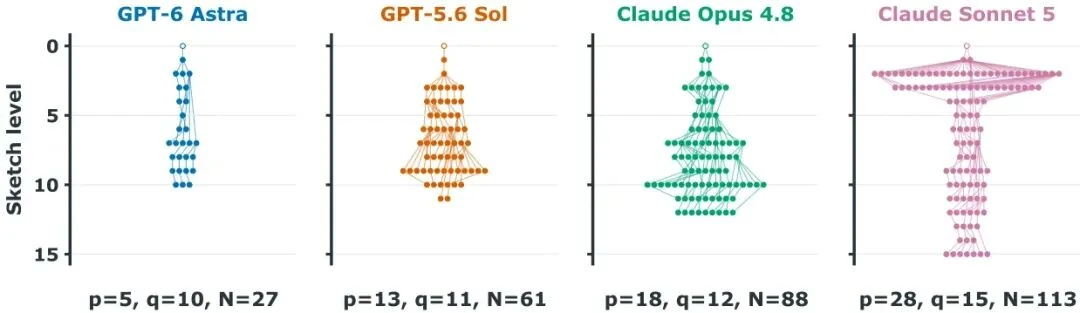 GPT-6 Astra
GPT-5.6 Sol
Claude Opus 4.8
Claude Sonnet 5
Sketch level
0
5
10
15
p=5, q=10, N=27
p=13, q=11, N=61
p=18, q=12, N=88
p=28, q=15, N=113